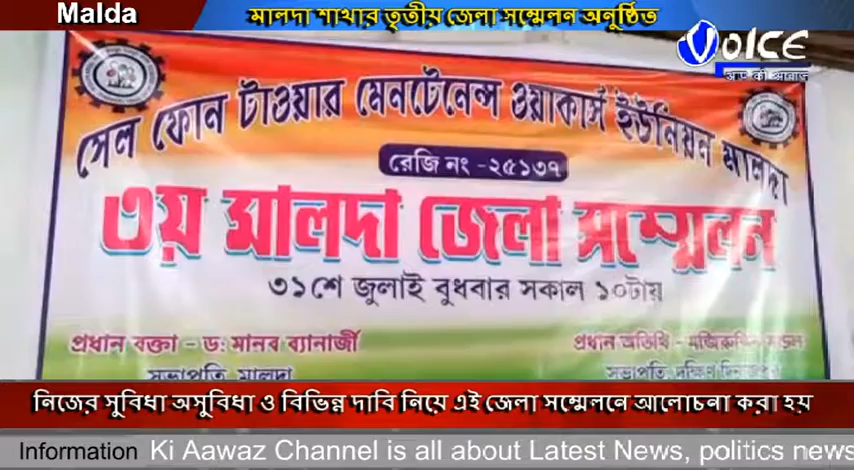 Malda
মালদা শাখার তৃতীয় জেলা সম্মেলন অনুষ্ঠিত
VOICE
আপ কী आवाज
সেল ফোন টাওয়ার মেনটেনেন্স ওয়ার্কার্স ইউনিয়ন মালদা
রেজি নং -২৫১৩৭
৩য় মালদা জেলা সম্মেলন
৩১শে জুলাই বুধবার সকাল ১০টায়
প্রধান বক্তা - ড: মানব ব্যানার্জী
প্রধান অতিথি -
সভাপতি মালদা
সভাপতি দক্ষিণ দিনাজপুর
নিজের সুবিধা অসুবিধা ও বিভিন্ন দাবি নিয়ে এই জেলা সম্মেলনে আলোচনা করা হয়
Information Ki Aawaz Channel is all about Latest News, politics news